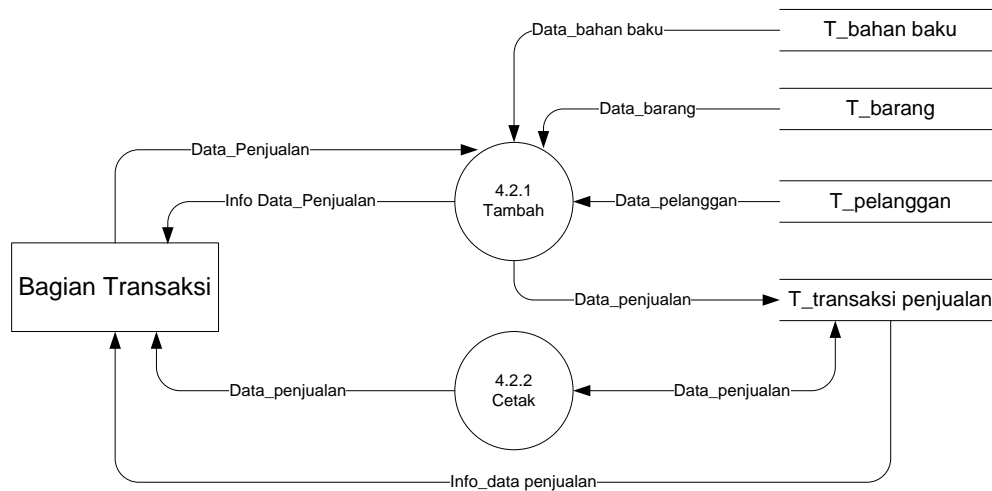 Data_bahan baku
T_bahan baku
Data_barang
T_barang
Data_Penjualan
4.2.1
Tambah
Info Data_Penjualan
Data_pelanggan
T_pelanggan
Bagian Transaksi
Data_penjualan
T_transaksi penjualan
Data_penjualan
4.2.2
Cetak
Data_penjualan
Info_data penjualan